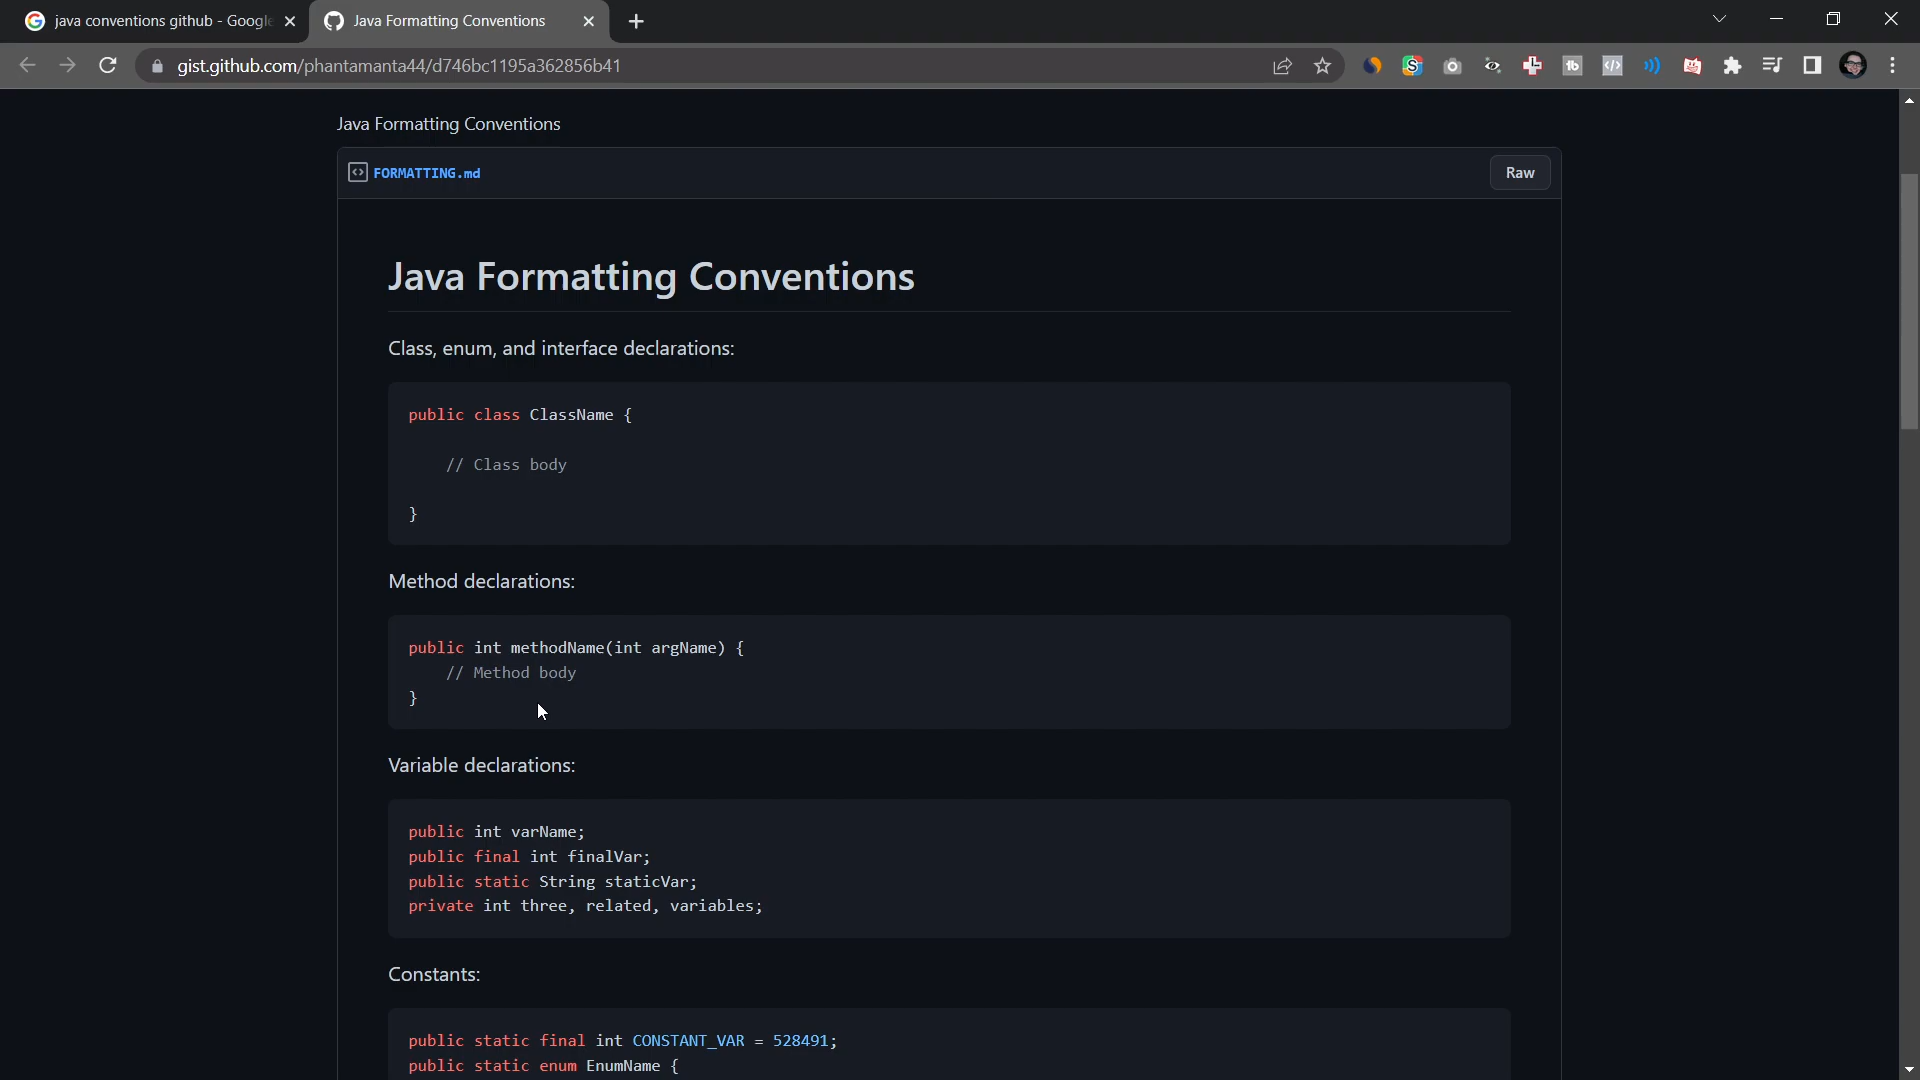 java conventions github - Google
Java Formatting Conventions
gist.github.com/phantamanta44/d746bc1195a362856b41
Java Formatting Conventions
FORMATTING.md
Raw
Java Formatting Conventions
Class, enum, and interface declarations:
public class ClassName {
// Class body
}
Method declarations:
public int methodName(int argName) {
// Method body
}
Variable declarations:
public int varName;
public final int finalVar;
public static String staticVar;
private int three, related, variables;
Constants:
public static final int CONSTANT_VAR = 528491;
public static enum EnumName {